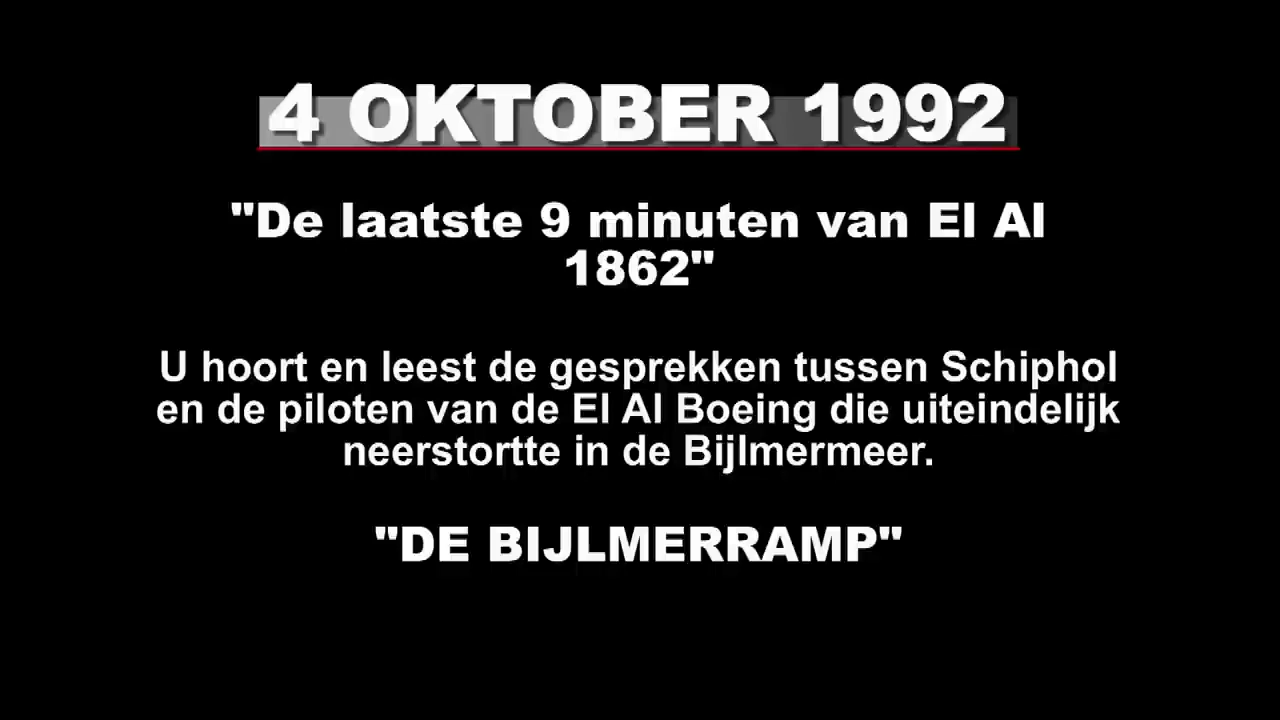 4 OKTOBER 1992
"De laatste 9 minuten van El Al
1862"
U hoort en leest de gesprekken tussen Schiphol
en de piloten van de El Al Boeing die uiteindelijk
neerstortte in de Bijlmermeer.
"DE BIJLMERRAMP"